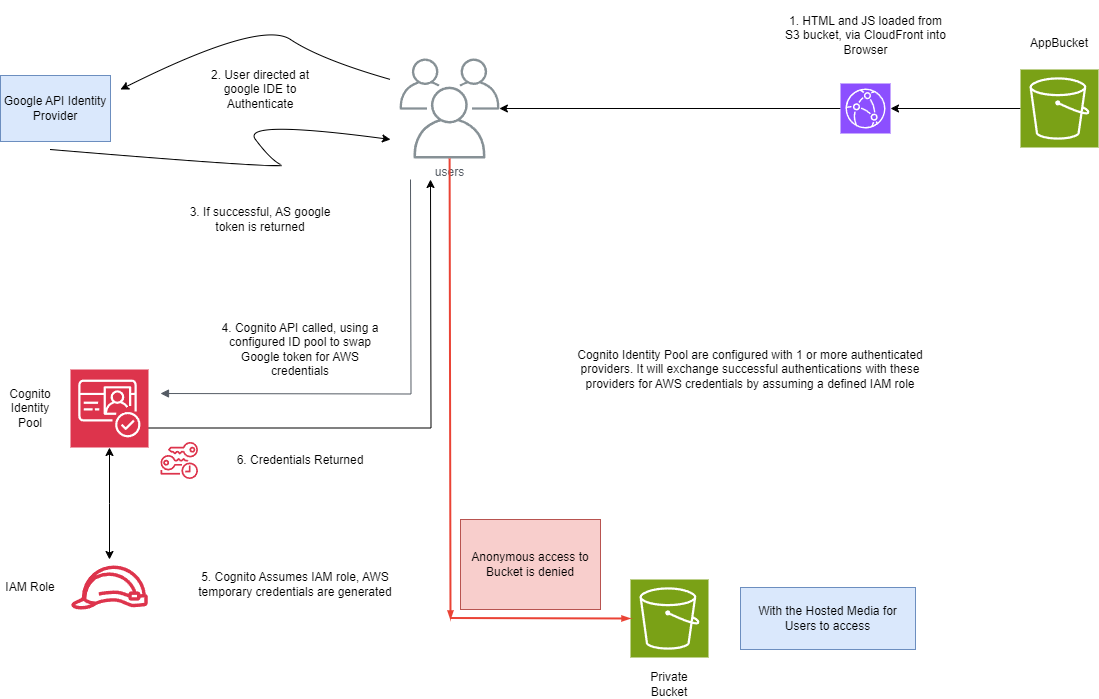 1. HTML and JS loaded from
S3 bucket, via CloudFront into
Browser
AppBucket
2. User directed at
google IDE to
Authenticate
Google API Identity
Provider
users
3. If successful, AS google
token is returned
4. Cognito API called, using a
configured ID pool to swap
Google token for AWS
credentials
Cognito Identity Pool are configured with 1 or more authenticated
providers. It will exchange successful authentications with these
providers for AWS credentials by assuming a defined IAM role
Cognito
Identity
Pool
6. Credentials Returned
Anonymous access to
Bucket is denied
IAM Role
5. Cognito Assumes IAM role, AWS
temporary credentials are generated
With the Hosted Media for
Users to access
Private
Bucket